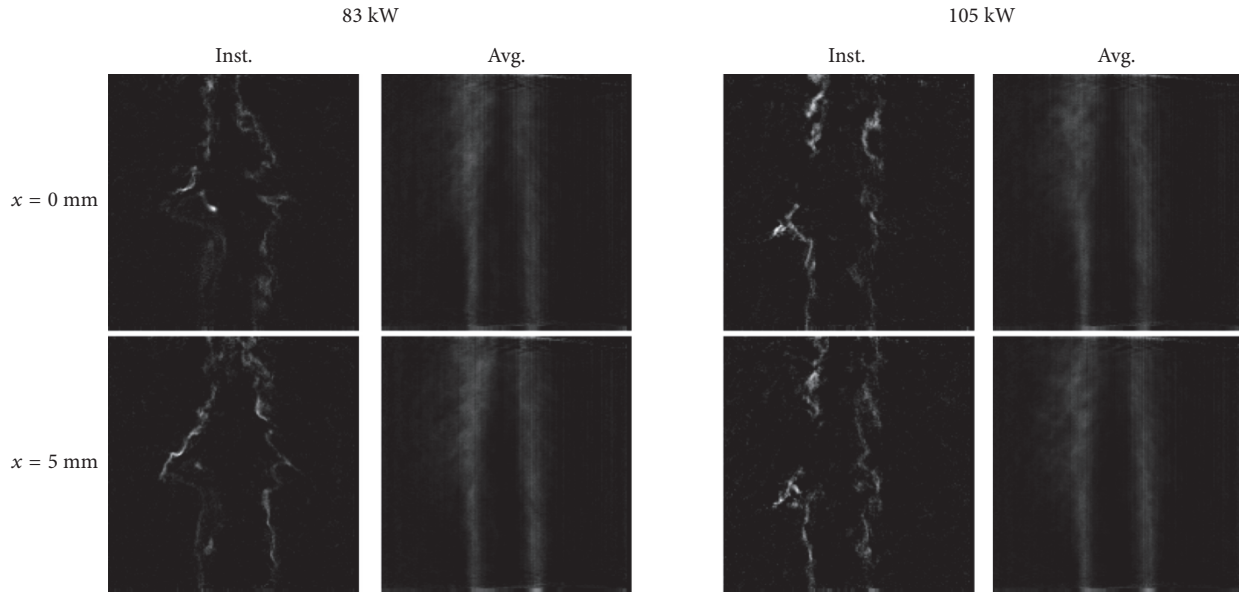 83 kW
105 kW
Inst.
Avg.
Inst.
Avg.
x = 0 mm
x = 5 mm